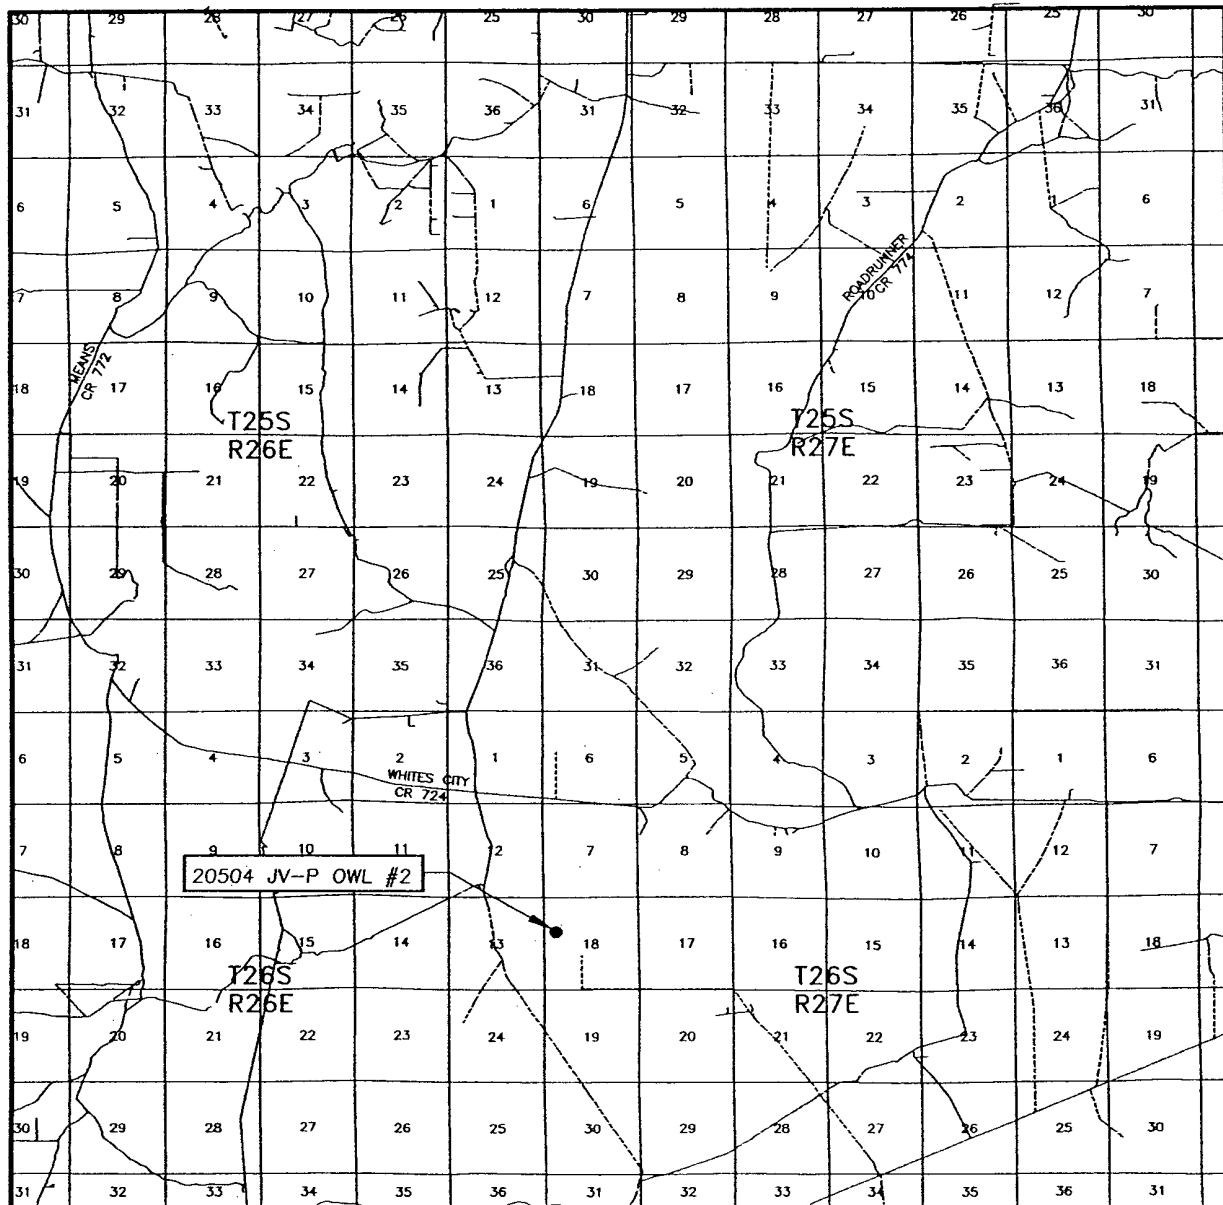 30 29 28 27 26 25 30 29 28 27 26 25 30
31 32 33 34 35 36 31 32 33 34 35 36 31
6 5 4 3 2 1 6 5 4 3 2 1 6
ROADRUNNER
CR 774
7 8 9 10 11 12 7 8 9 10 11 12 7
MEANS
CR 772
18 17 16 15 14 13 18 17 16 15 14 13 18
T25S T25S
R26E R27E
19 20 21 22 23 24 19 20 21 22 23 24 19
30 29 28 27 26 25 30 29 28 27 26 25 30
31 32 33 34 35 36 31 32 33 34 35 36 31
6 5 4 3 2 1 6 5 4 3 2 1 6
WHITES CITY
CR 724
7 8 9 10 11 2 7 8 9 10 11 12 7
20504 JV-P OWL #2
18 17 16 15 14 13 18 17 16 15 14 13 18
T26S T26S
R26E R27E
19 20 21 22 23 24 19 20 21 22 23 24 19
30 29 28 27 26 25 30 29 28 27 26 25 30
31 32 33 34 35 36 31 32 33 34 35 36 31